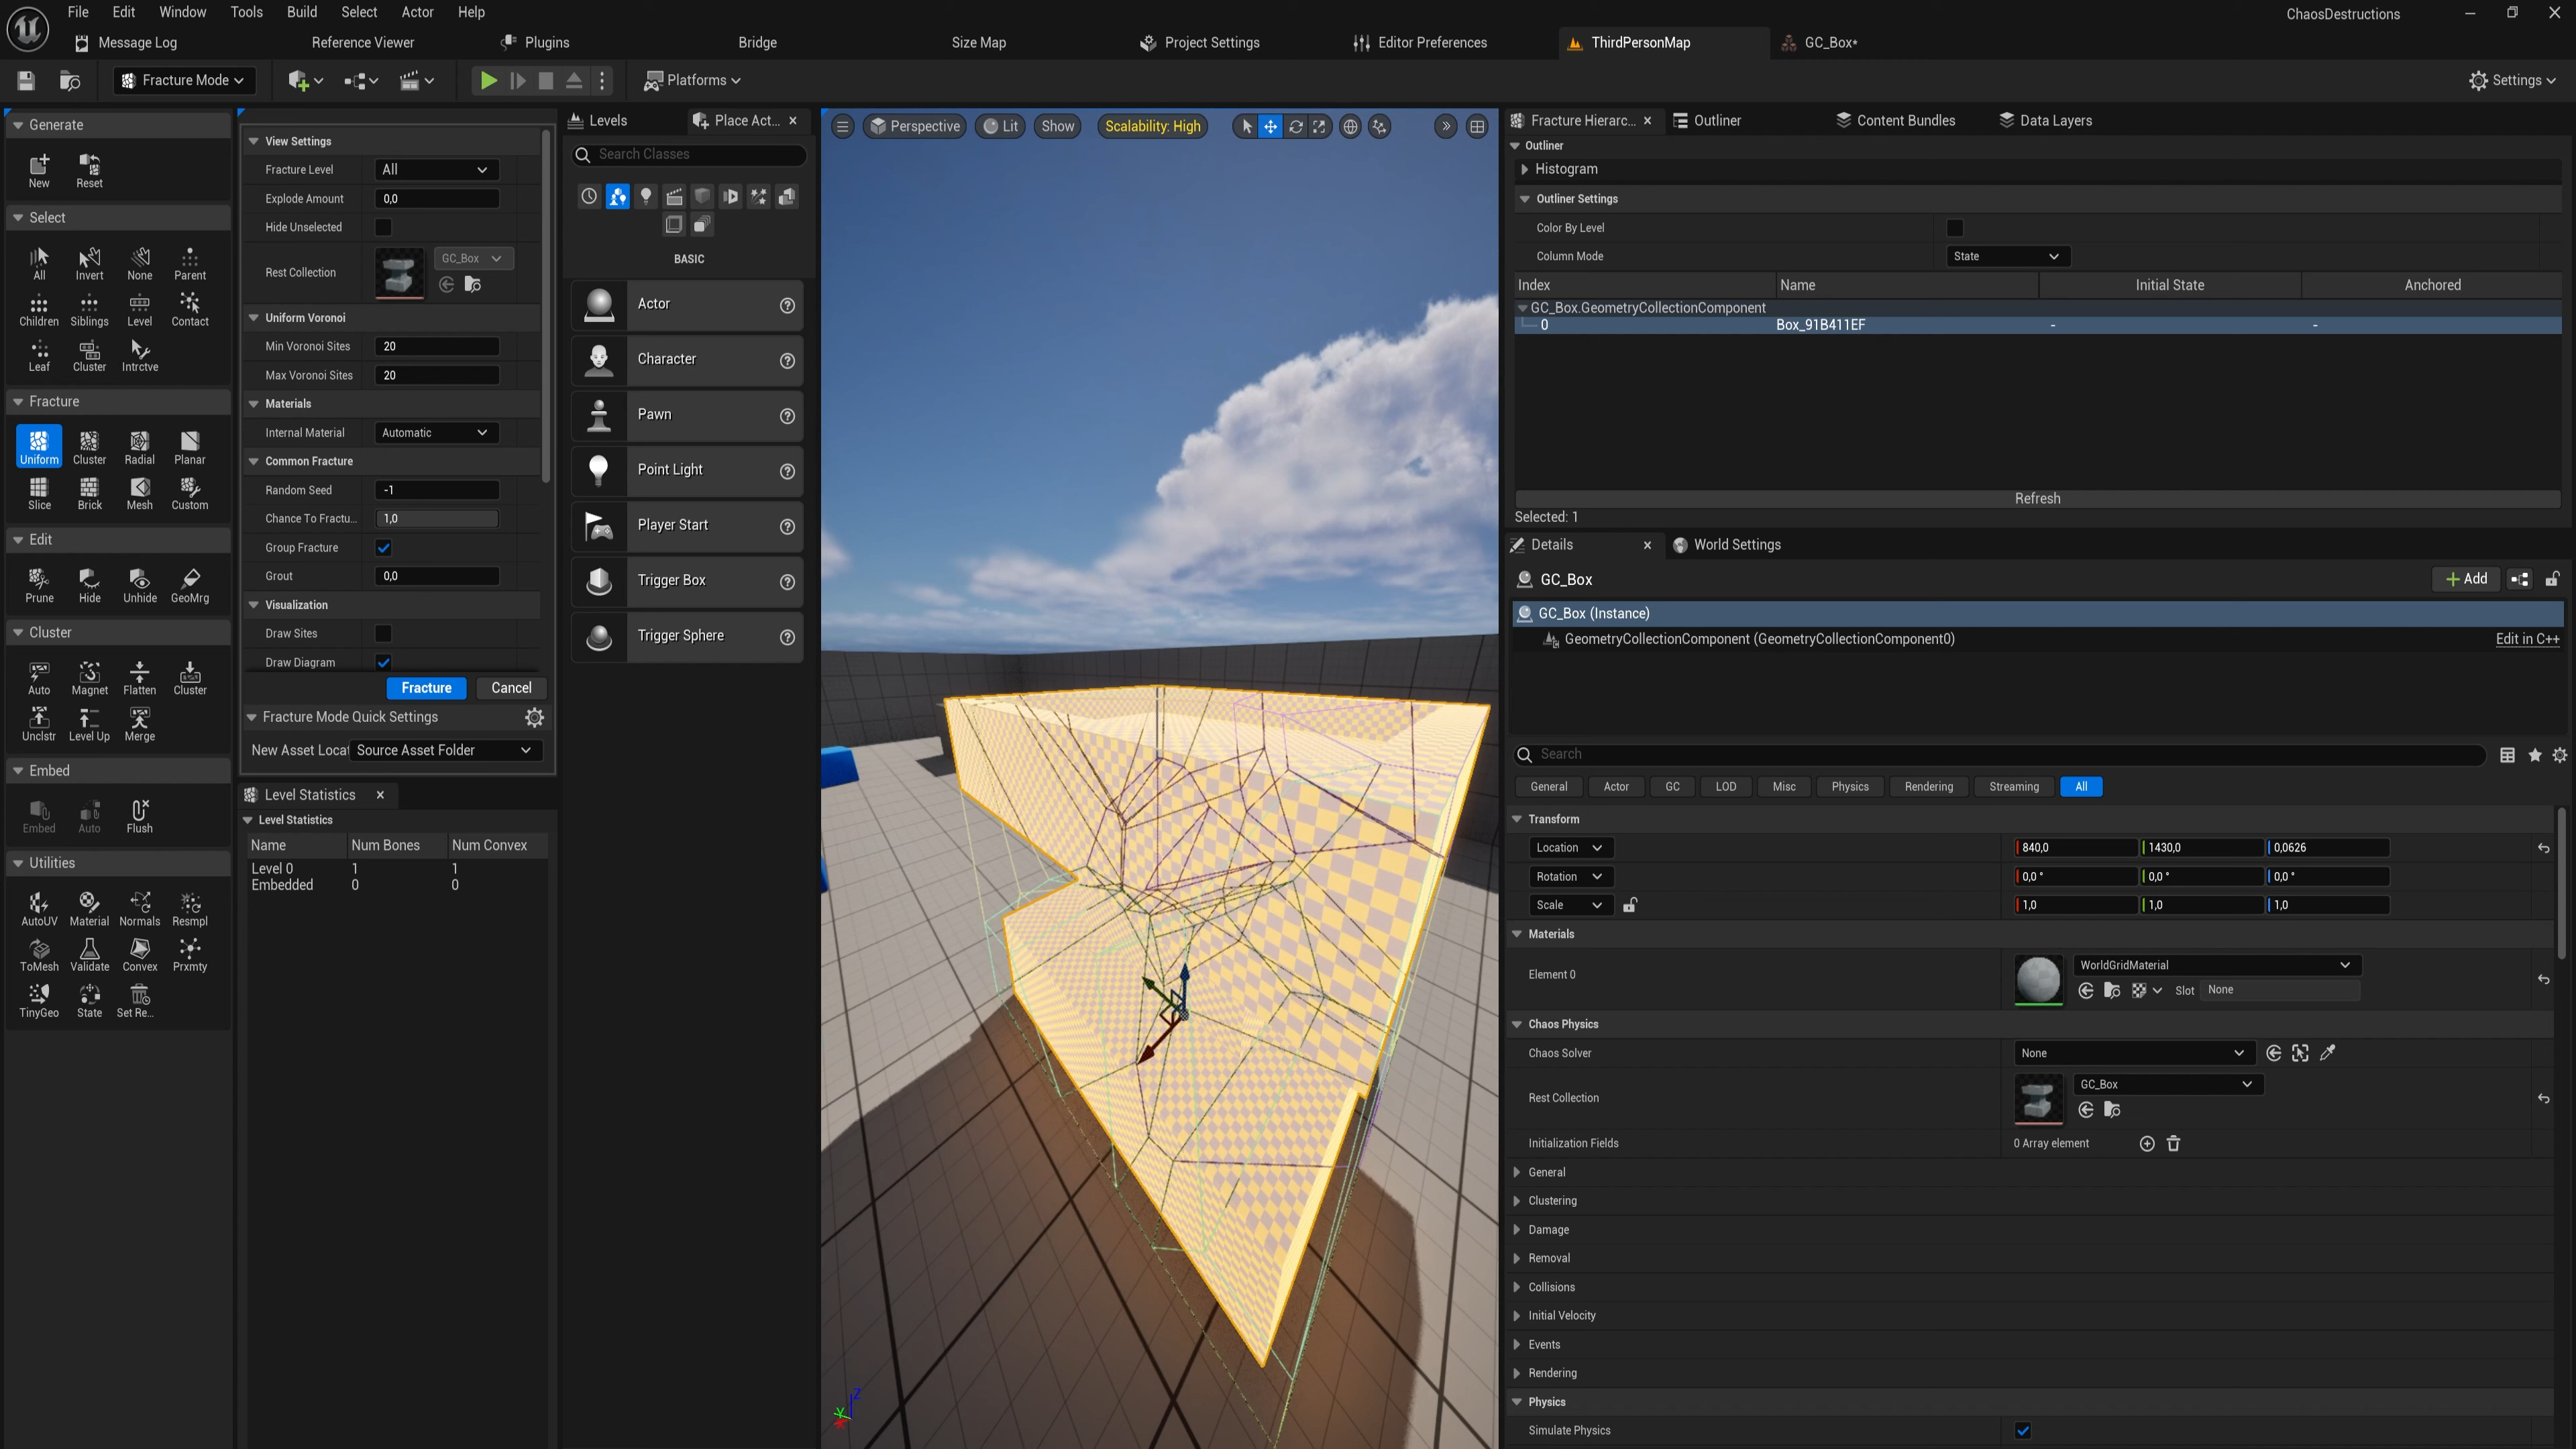 File Edit Window Tools Build Select Actor Help
ChaosDestructions
Message Log Reference Viewer Plugins Bridge Size Map Project Settings Editor Preferences ThirdPersonMap GC_Box*
Fracture Mode Platforms Settings
Generate
New Reset
Select
All Invert None Parent
Children Siblings Level Contact
Leaf Cluster Intrctve
Fracture
Uniform Cluster Radial Planar
Slice Brick Mesh Custom
Edit
Prune Hide Unhide GeoMrg
Cluster
Auto Magnet Flatten Cluster
Unclstr Level Up Merge
Embed
Embed Auto Flush
Utilities
AutoUV Material Normals Resmpl
ToMesh Validate Convex Prxmty
TinyGeo State Set Re...
View Settings
Fracture Level All
Explode Amount 0,0
Hide Unselected
Rest Collection GC_Box
Uniform Voronoi
Min Voronoi Sites 20
Max Voronoi Sites 20
Materials
Internal Material Automatic
Common Fracture
Random Seed -1
Chance To Fractu... 1,0
Group Fracture
Grout 0,0
Visualization
Draw Sites
Draw Diagram
Fracture Cancel
Fracture Mode Quick Settings
New Asset Locat Source Asset Folder
Level Statistics
Level Statistics
Name Num Bones Num Convex
Level 0 1 1
Embedded 0 0
Levels Place Act...
Search Classes
BASIC
Actor
Character
Pawn
Point Light
Player Start
Trigger Box
Trigger Sphere
Perspective Lit Show Scalability: High
Z
Y
X
Fracture Hierarc... Outliner Content Bundles Data Layers
Outliner
Histogram
Outliner Settings
Color By Level
Column Mode State
Index Name Initial State Anchored
GC_Box.GeometryCollectionComponent
0 Box_91B411EF - -
Refresh
Selected: 1
Details World Settings
GC_Box Add
GC_Box (Instance)
GeometryCollectionComponent (GeometryCollectionComponent0) Edit in C++
Search
General Actor GC LOD Misc Physics Rendering Streaming All
Transform
Location 840,0 1430,0 0,0626
Rotation 0,0 ° 0,0 ° 0,0 °
Scale 1,0 1,0 1,0
Materials
Element 0 WorldGridMaterial
Slot None
Chaos Physics
Chaos Solver None
Rest Collection GC_Box
Initialization Fields 0 Array element
General
Clustering
Damage
Removal
Collisions
Initial Velocity
Events
Rendering
Physics
Simulate Physics